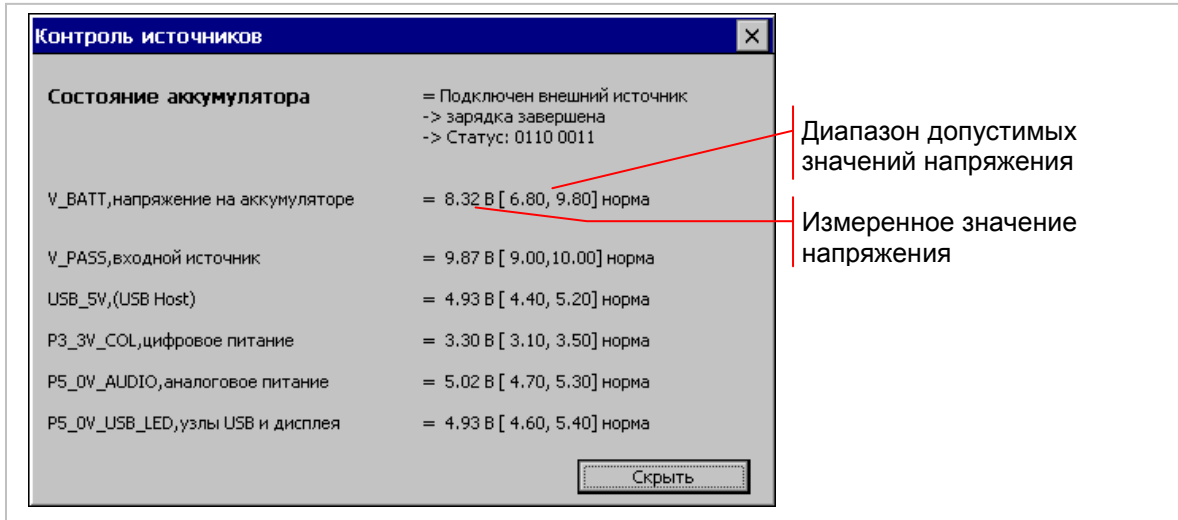 Контроль источников
Состояние аккумулятора = Подключен внешний источник
-> зарядка завершена
-> Статус: 0110 0011
V_BATT,напряжение на аккумуляторе = 8.32 В [ 6.80, 9.80] норма
V_PASS,входной источник = 9.87 В [ 9.00,10.00] норма
USB_5V,(USB Host) = 4.93 В [ 4.40, 5.20] норма
P3_3V_COL,цифровое питание = 3.30 В [ 3.10, 3.50] норма
P5_0V_AUDIO,аналоговое питание = 5.02 В [ 4.70, 5.30] норма
P5_0V_USB_LED,узлы USB и дисплея = 4.93 В [ 4.60, 5.40] норма
Скрыть
Диапазон допустимых
значений напряжения
Измеренное значение
напряжения